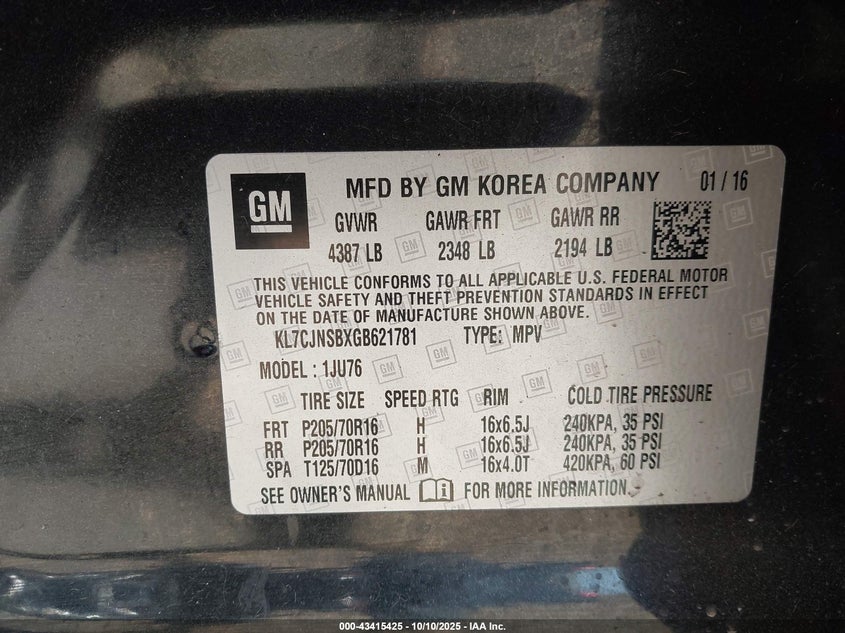 GM MFD BY GM KOREA COMPANY 01 / 16
GVWR GAWR FRT GAWR RR
4387 LB 2348 LB 2194 LB
THIS VEHICLE CONFORMS TO ALL APPLICABLE U.S. FEDERAL MOTOR
VEHICLE SAFETY AND THEFT PREVENTION STANDARDS IN EFFECT
ON THE DATE OF MANUFACTURE SHOWN ABOVE.
KL7CJNSBXGB621781 TYPE: MPV
MODEL : 1JU76
TIRE SIZE SPEED RTG RIM COLD TIRE PRESSURE
FRT P205/70R16 H 16x6.5J 240KPA, 35 PSI
RR P205/70R16 H 16x6.5J 240KPA, 35 PSI
SPA T125/70D16 M 16x4.0T 420KPA, 60 PSI
SEE OWNER'S MANUAL FOR MORE INFORMATION.
000-43415425 - 10/10/2025 - IAA Inc.